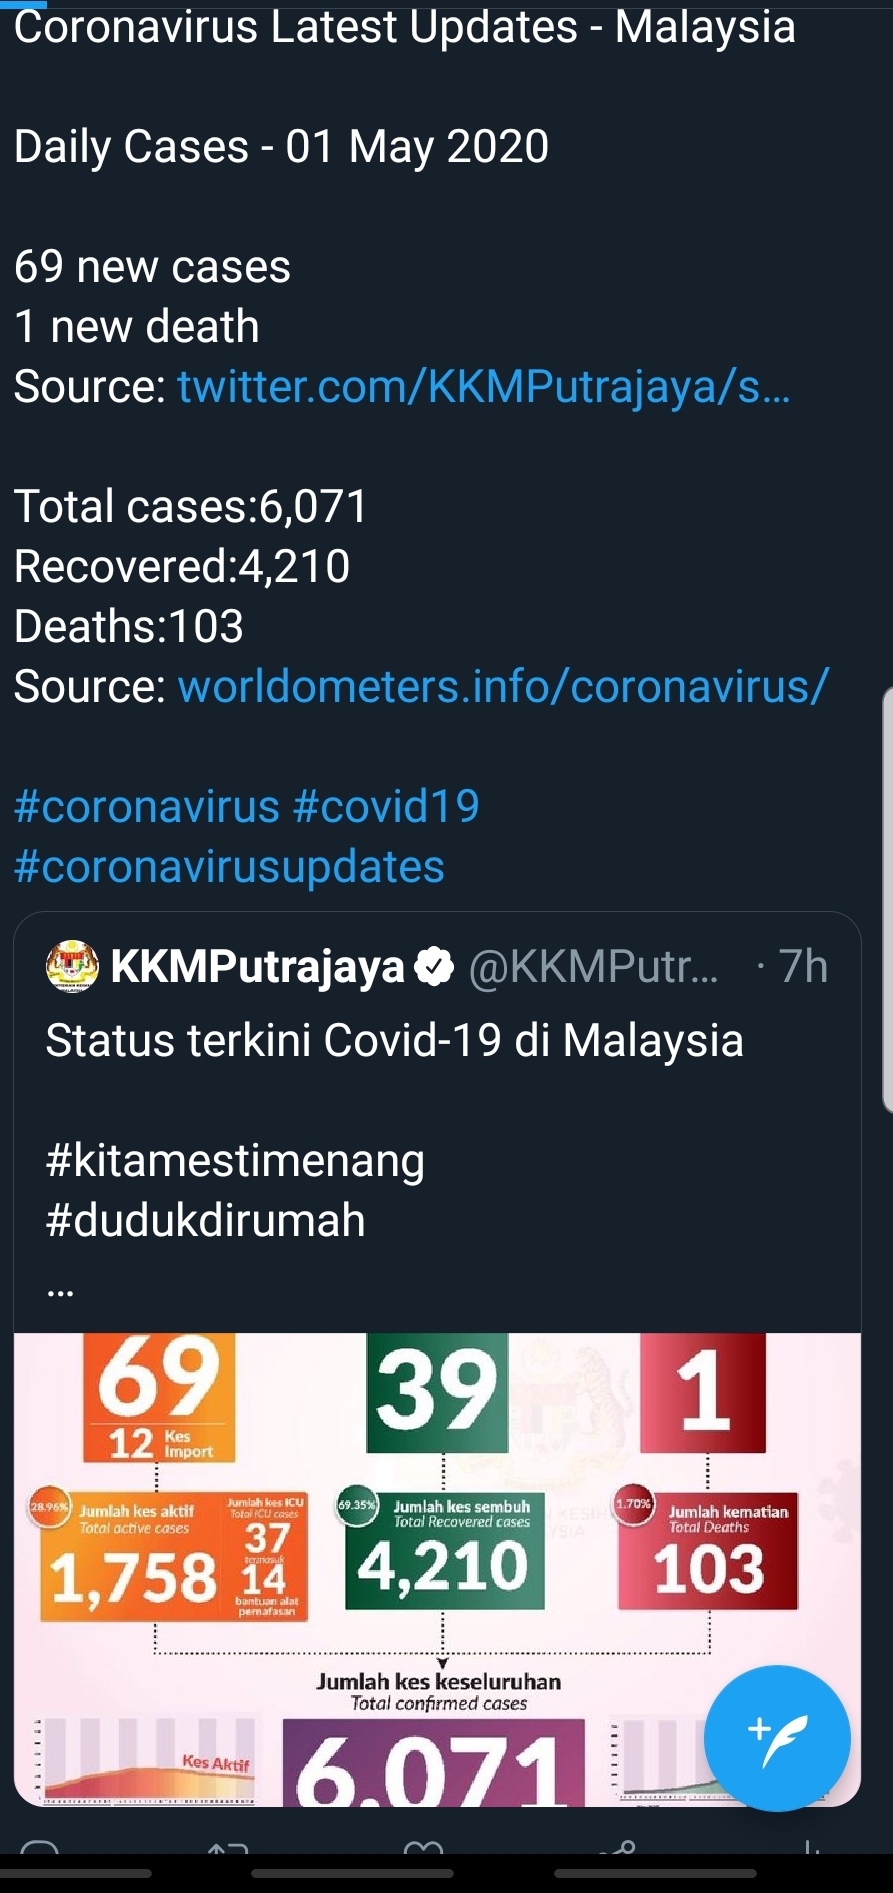 Coronavirus Latest Updates - Malaysia
Daily Cases - 01 May 2020
69 new cases
1 new death
Source: twitter.com/KKMPutrajaya/s...
Total cases:6,071
Recovered:4,210
Deaths:103
Source: worldometers.info/coronavirus/
#coronavirus #covid19
#coronavirusupdates
KKMPutrajaya @KKMPutr... · 7h
Status terkini Covid-19 di Malaysia
#kitamestimenang
#dudukdirumah
...
69
12 Kes Import
39
1
28.96%
Jumlah kes aktif
Total active cases
1,758
Jumlah kes ICU
Total ICU cases
37
termasuk
14
bantuan alat
pernafasan
69.35%
Jumlah kes sembuh
Total Recovered cases
4,210
1.70%
Jumlah kematian
Total Deaths
103
Jumlah kes keseluruhan
Total confirmed cases
6,071
Kes Aktif